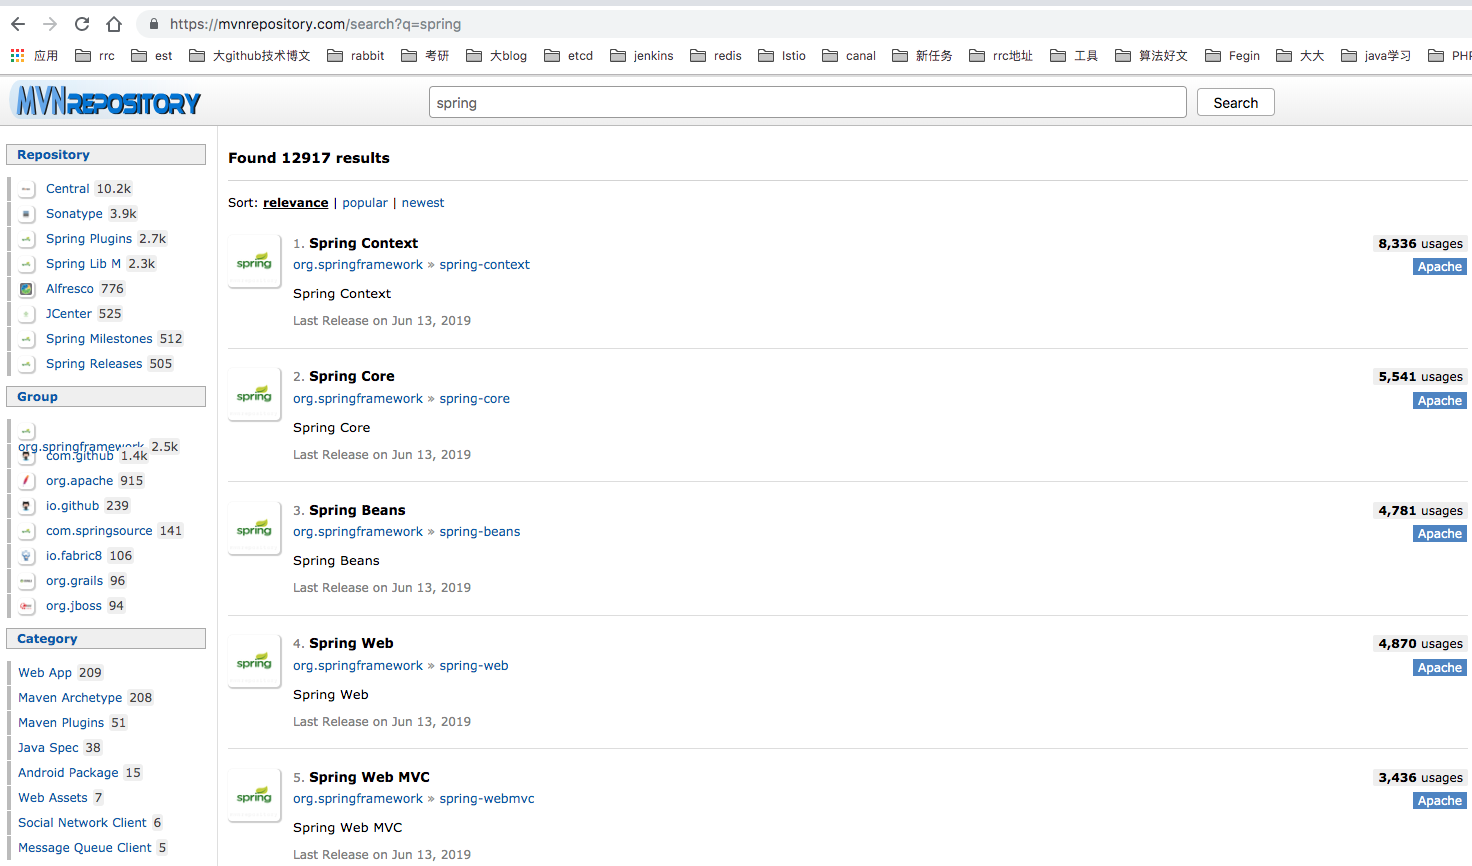 https://mvnrepository.com/search?q=spring
应用 rrc est 大github技术博文 rabbit 考研 大blog etcd jenkins redis Istio canal 新任务 rrc地址 工具 算法好文 Fegin 大大 java学习 PHP
MVNREPOSITORY
spring
Search
Repository
Central 10.2k
Sonatype 3.9k
Spring Plugins 2.7k
Spring Lib M 2.3k
Alfresco 776
JCenter 525
Spring Milestones 512
Spring Releases 505
Group
org.springframework 2.5k
com.github 1.4k
org.apache 915
io.github 239
com.springsource 141
io.fabric8 106
org.grails 96
org.jboss 94
Category
Web App 209
Maven Archetype 208
Maven Plugins 51
Java Spec 38
Android Package 15
Web Assets 7
Social Network Client 6
Message Queue Client 5
Found 12917 results
Sort: relevance | popular | newest
spring
1. Spring Context
8,336 usages
org.springframework » spring-context
Apache
Spring Context
Last Release on Jun 13, 2019
spring
2. Spring Core
5,541 usages
org.springframework » spring-core
Apache
Spring Core
Last Release on Jun 13, 2019
spring
3. Spring Beans
4,781 usages
org.springframework » spring-beans
Apache
Spring Beans
Last Release on Jun 13, 2019
spring
4. Spring Web
4,870 usages
org.springframework » spring-web
Apache
Spring Web
Last Release on Jun 13, 2019
spring
5. Spring Web MVC
3,436 usages
org.springframework » spring-webmvc
Apache
Spring Web MVC
Last Release on Jun 13, 2019